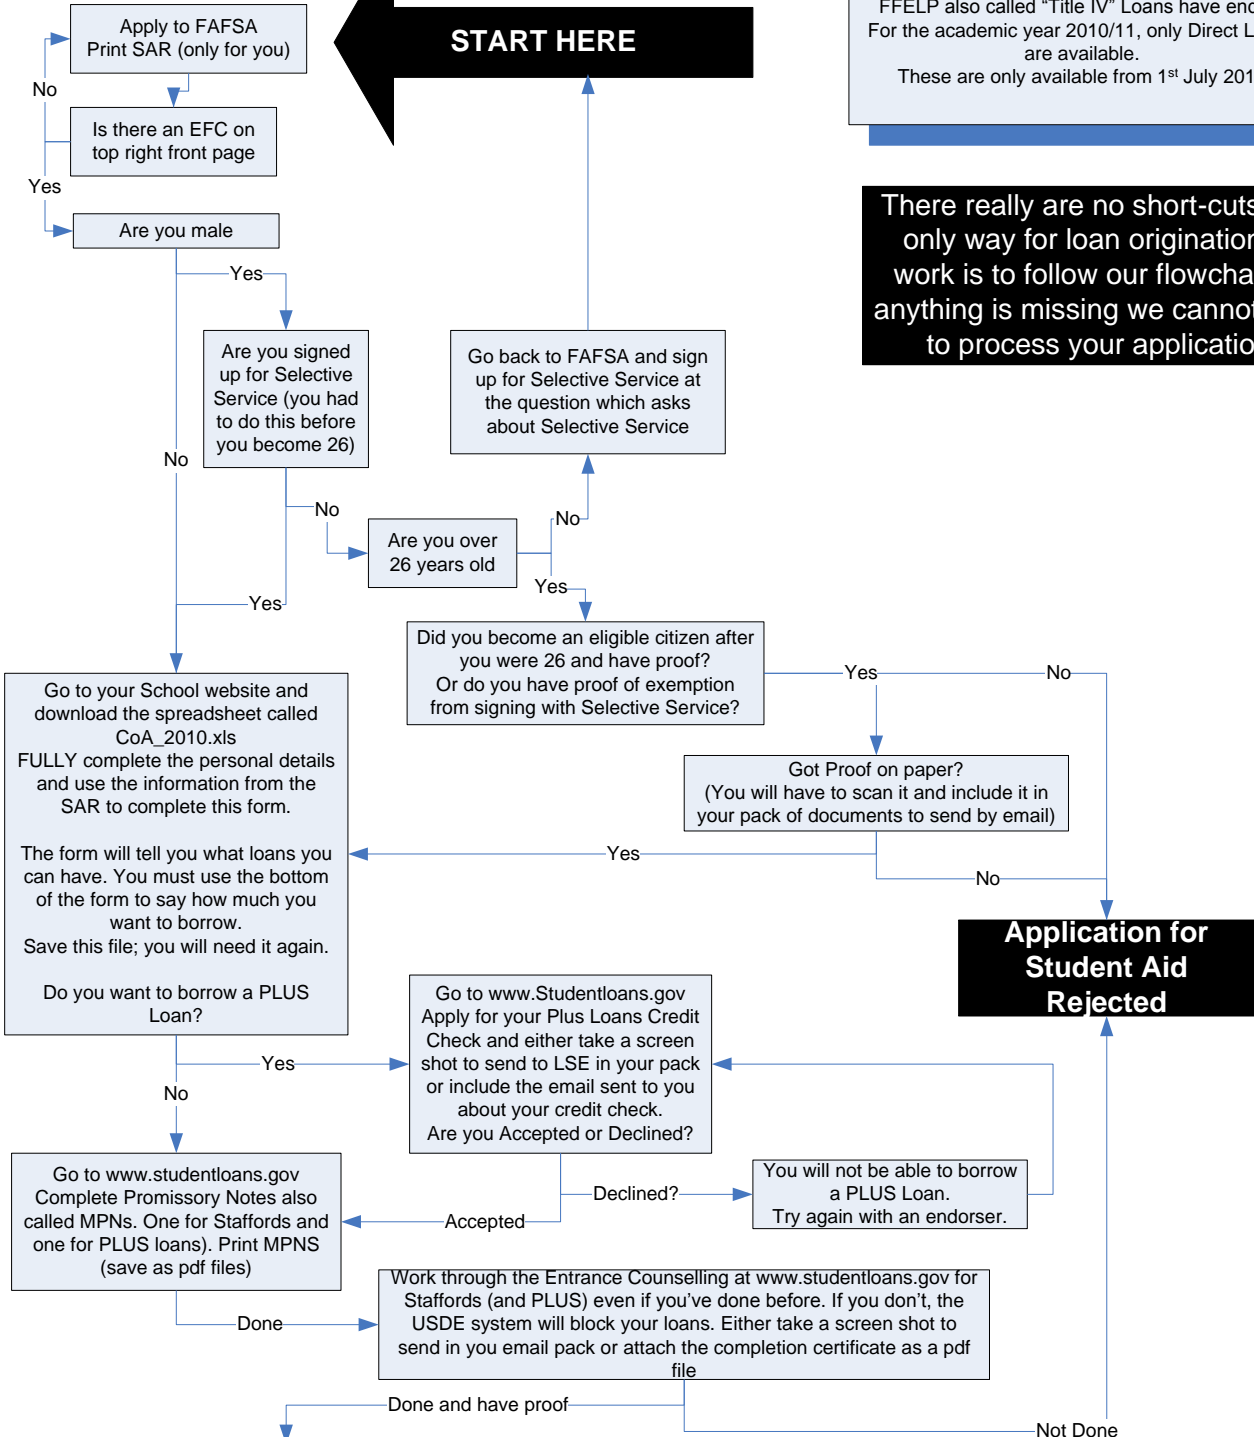 Apply to FAFSA
Print SAR (only for you)
START HERE
FFELP also called “Title IV” Loans have
For the academic year 2010/11, only Direct
are available.
These are only available from 1st July
No
Is there an EFC on
top right front page
Yes
Are you male
There really are no short-cuts
only way for loan origination
work is to follow our
anything is missing we cannot
to process your
Yes
Are you signed
up for Selective
Service (you had
to do this before
you become 26)
Go back to FAFSA and sign
up for Selective Service at
the question which asks
about Selective Service
No
No
No
Are you over
26 years old
Yes
Yes
Did you become an eligible citizen after
you were 26 and have proof?
Or do you have proof of exemption
from signing with Selective Service?
Yes
No
Go to your School website and
download the spreadsheet called
CoA_2010.xls
FULLY complete the personal details
and use the information from the
SAR to complete this form.
The form will tell you what loans you
can have. You must use the bottom
of the form to say how much you
want to borrow.
Save this file; you will need it again.
Do you want to borrow a PLUS
Loan?
Got Proof on paper?
(You will have to scan it and include it in
your pack of documents to send by email)
Yes
No
Application for
Student Aid
Rejected
Go to www.Studentloans.gov
Apply for your Plus Loans Credit
Check and either take a screen
shot to send to LSE in your pack
or include the email sent to you
about your credit check.
Are you Accepted or Declined?
Yes
No
Go to www.studentloans.gov
Complete Promissory Notes also
called MPNs. One for Staffords and
one for PLUS loans). Print MPNS
(save as pdf files)
Declined?
You will not be able to borrow
a PLUS Loan.
Try again with an endorser.
Accepted
Work through the Entrance Counselling at www.studentloans.gov for
Staffords (and PLUS) even if you’ve done before. If you don’t, the
USDE system will block your loans. Either take a screen shot to
send in you email pack or attach the completion certificate as a pdf
file
Done
Done and have proof
Not Done